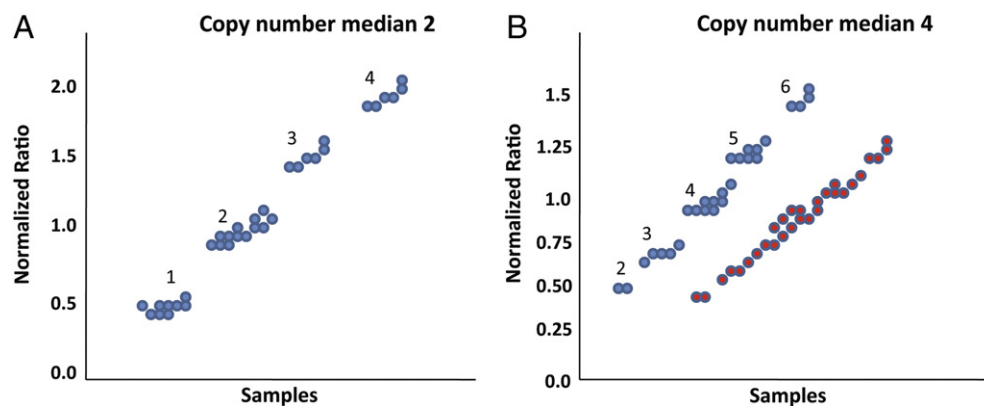 A
Copy number median 2
Normalized Ratio
2.0
1.5
1.0
0.5
0.0
1
2
3
4
Samples
B
Copy number median 4
Normalized Ratio
1.5
1.25
1.0
0.75
0.50
0.25
0.0
2
3
4
5
6
Samples